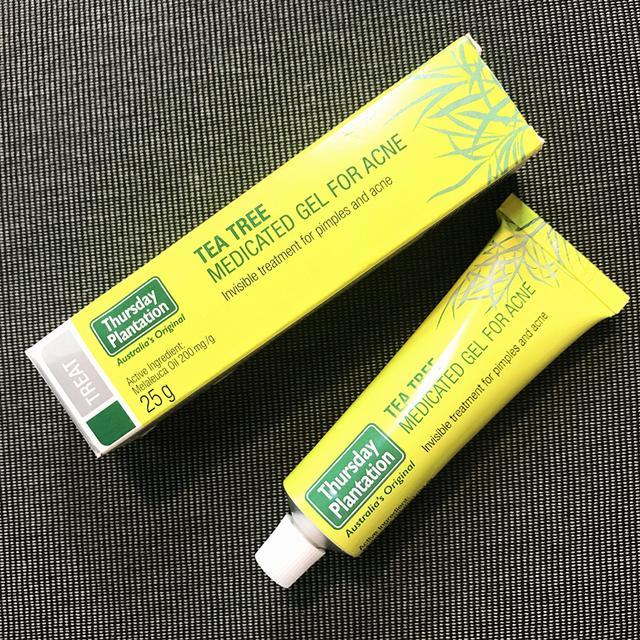 TEA TREE
MEDICATED GEL FOR ACNE
Invisible treatment for pimples and acne
Thursday
Plantation
Australia's Original
Active Ingredient:
Melaleuca Oil 200mg/g
25g
TREAT
TEA TREE
MEDICATED GEL FOR ACNE
Invisible treatment for pimples and acne
Thursday
Plantation
Australia's Original
Active Ingredient: